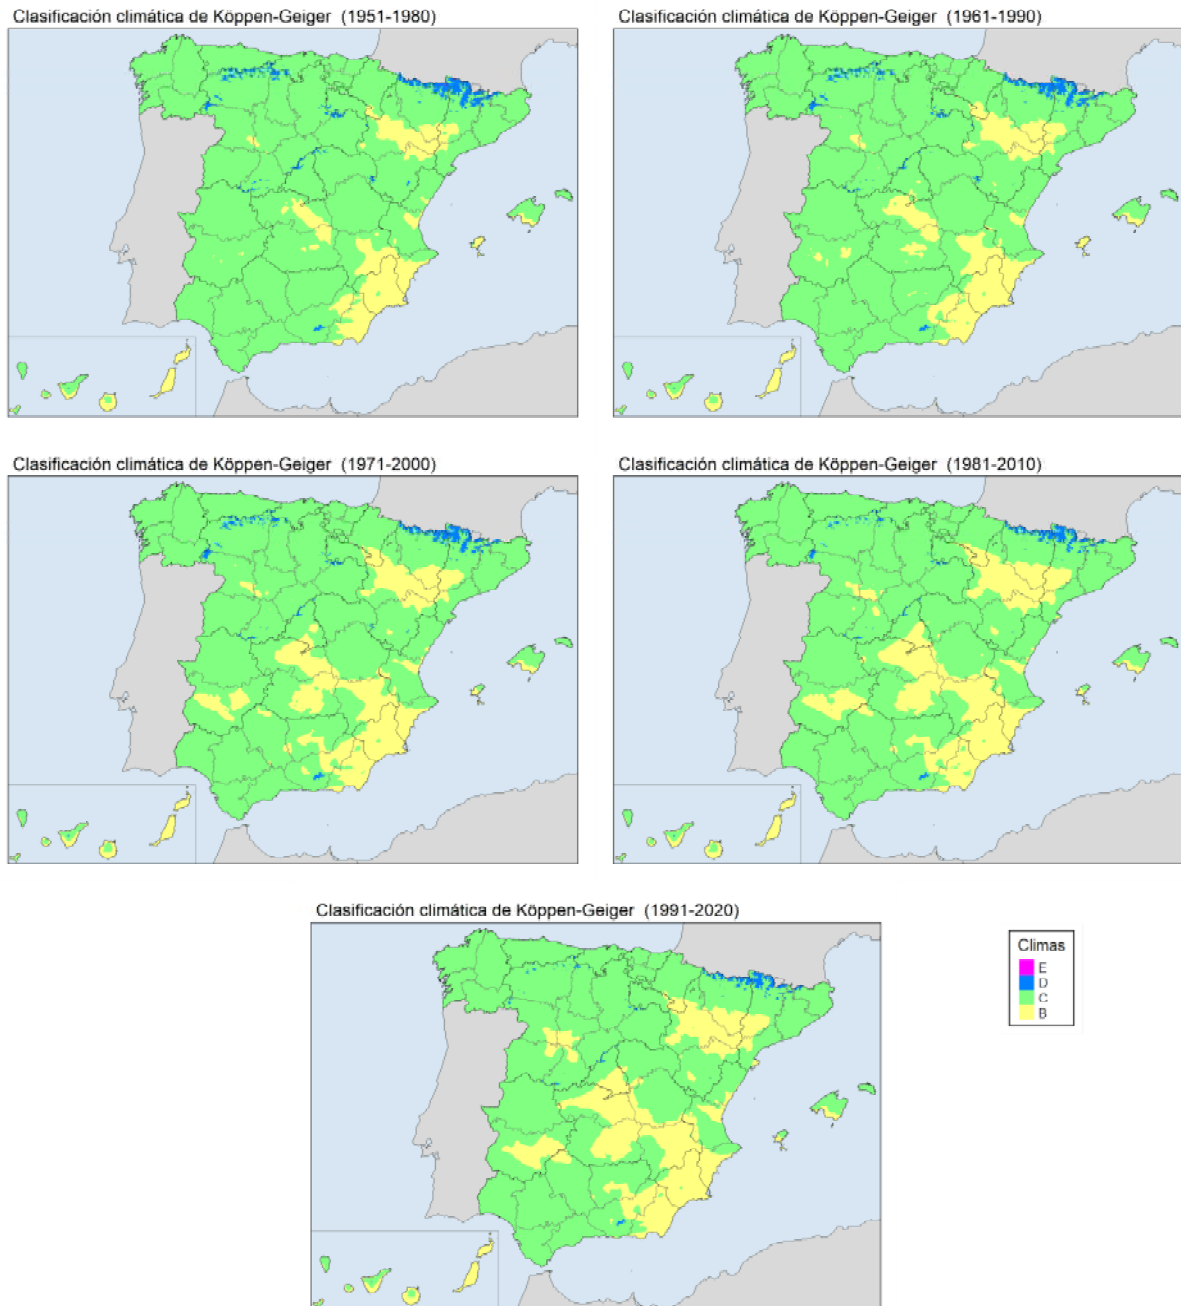 Clasificación climática de Köppen-Geiger (1951-1980)
Clasificación climática de Köppen-Geiger (1961-1990)
Clasificación climática de Köppen-Geiger (1971-2000)
Clasificación climática de Köppen-Geiger (1981-2010)
Clasificación climática de Köppen-Geiger (1991-2020)
Climas
E
D
C
B